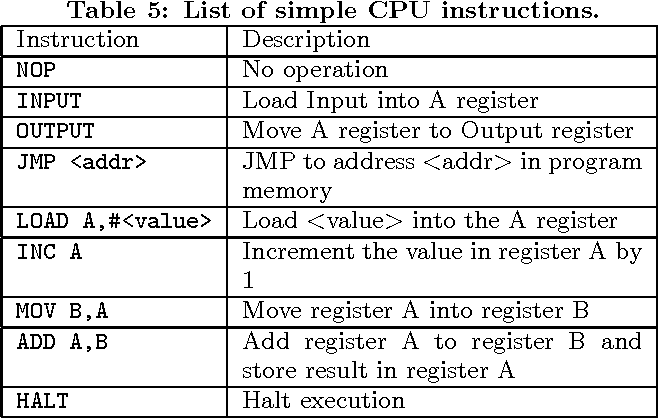 Table 5: List of simple CPU instructions.
Instruction Description
NOP No operation
INPUT Load Input into A register
OUTPUT Move A register to Output register
JMP <addr> JMP to address <addr> in program
memory
LOAD A,#<value> Load <value> into the A register
INC A Increment the value in register A by
1
MOV B,A Move register A into register B
ADD A,B Add register A to register B and
store result in register A
HALT Halt execution